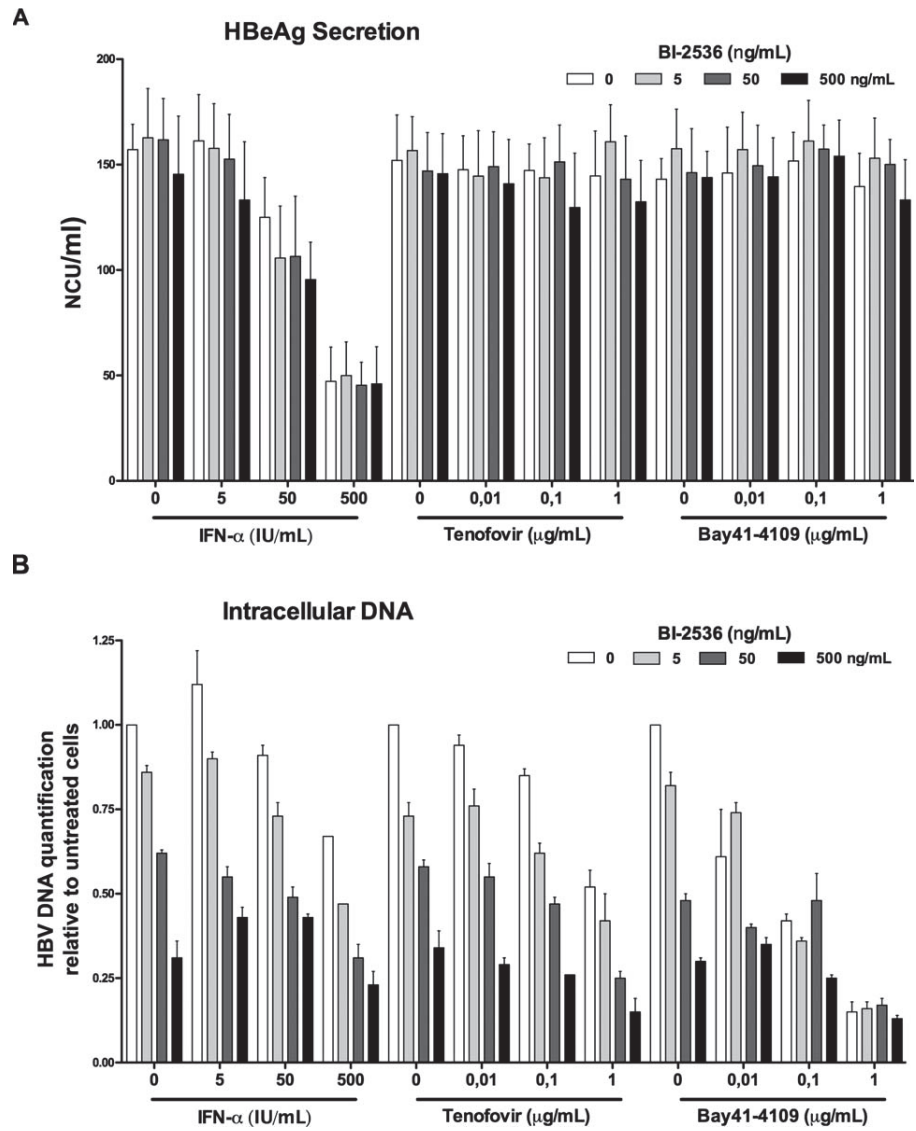 A
HBeAg Secretion
BI-2536 (ng/mL)
0 5 50 500 ng/mL
200
150
100
50
0
NCU/ml)
0 5 50 500 0 0,01 0,1 1 0 0,01 0,1 1
IFN-α (IU/mL) Tenofovir (μg/mL) Bay41-4109 (μg/mL)
B
Intracellular DNA
BI-2536 (ng/mL)
0 5 50 500 ng/mL
1.25
1.00
0.75
0.50
0.25
0.00
HBV DNA quantification
relative to untreated cells
0 5 50 500 0 0,01 0,1 1 0 0,01 0,1 1
IFN-α (IU/mL) Tenofovir (μg/mL) Bay41-4109 (μg/mL)